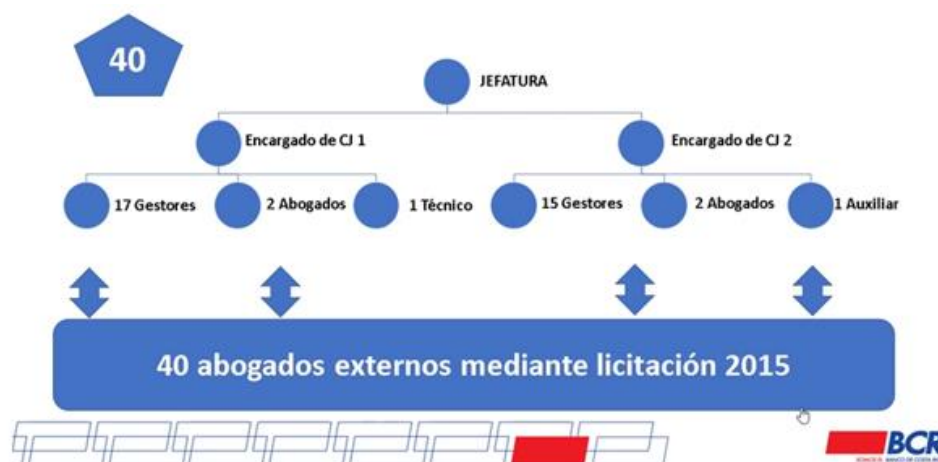 40
JEFATURA
Encargado de CJ 1
Encargado de CJ 2
17 Gestores
2 Abogados
1 Técnico
15 Gestores
2 Abogados
1 Auxiliar
40 abogados externos mediante licitación 2015
BCR